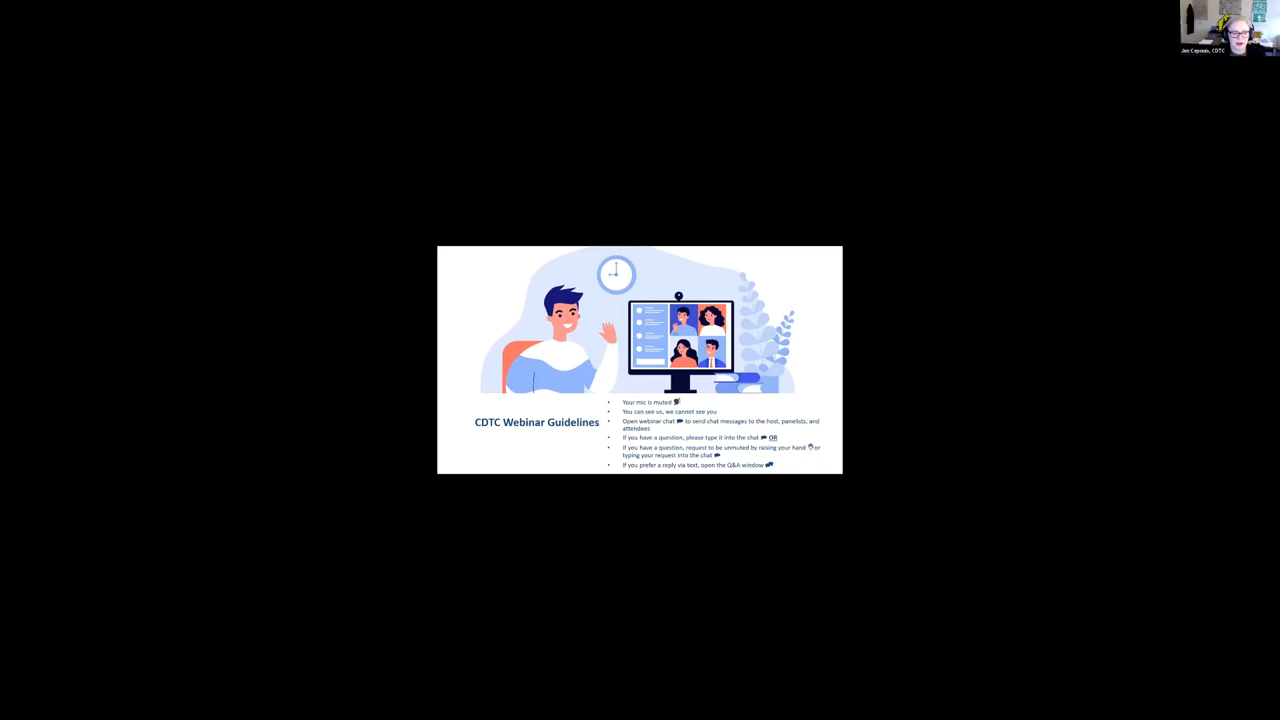 Jen Ceponis, CDTC
CDTC Webinar Guidelines
• Your mic is muted
• You can see us, we cannot see you
• Open webinar chat to send chat messages to the host, panelists, and
attendees
• If you have a question, please type it into the chat OR
• If you have a question, request to be unmuted by raising your hand or
typing your request into the chat
• If you prefer a reply via text, open the Q&A window